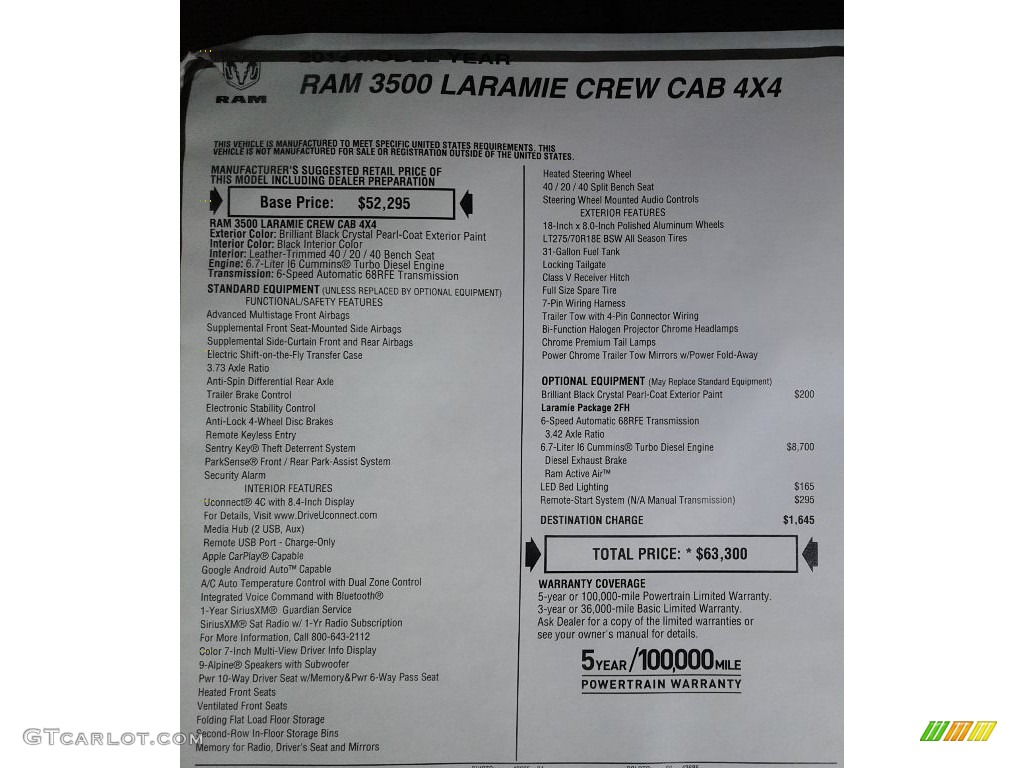 MODEL YEAR
RAM 3500 LARAMIE CREW CAB 4X4
RAM
THIS VEHICLE IS MANUFACTURED TO MEET SPECIFIC UNITED STATES REQUIREMENTS. THIS
VEHICLE IS NOT MANUFACTURED FOR SALE OR REGISTRATION OUTSIDE OF THE UNITED STATES.
MANUFACTURER'S SUGGESTED RETAIL PRICE OF
THIS MODEL INCLUDING DEALER PREPARATION
Base Price: $52,295
RAM 3500 LARAMIE CREW CAB 4X4
Exterior Color: Brilliant Black Crystal Pearl-Coat Exterior Paint
Interior Color: Black Interior Color
Interior: Leather-Trimmed 40 / 20 / 40 Bench Seat
Engine: 6.7-Liter I6 Cummins® Turbo Diesel Engine
Transmission: 6-Speed Automatic 68RFE Transmission
STANDARD EQUIPMENT (UNLESS REPLACED BY OPTIONAL EQUIPMENT)
FUNCTIONAL/SAFETY FEATURES
Advanced Multistage Front Airbags
Supplemental Front Seat-Mounted Side Airbags
Supplemental Side-Curtain Front and Rear Airbags
Electric Shift-on-the-Fly Transfer Case
3.73 Axle Ratio
Anti-Spin Differential Rear Axle
Trailer Brake Control
Electronic Stability Control
Anti-Lock 4-Wheel Disc Brakes
Remote Keyless Entry
Sentry Key® Theft Deterrent System
ParkSense® Front / Rear Park-Assist System
Security Alarm
INTERIOR FEATURES
Uconnect® 4C with 8.4-Inch Display
For Details, Visit www.DriveUconnect.com
Media Hub (2 USB, Aux)
Remote USB Port - Charge-Only
Apple CarPlay® Capable
Google Android Auto™ Capable
A/C Auto Temperature Control with Dual Zone Control
Integrated Voice Command with Bluetooth®
1-Year SiriusXM® Guardian Service
SiriusXM® Sat Radio w/ 1-Yr Radio Subscription
For More Information, Call 800-643-2112
Color 7-Inch Multi-View Driver Info Display
9-Alpine® Speakers with Subwoofer
Pwr 10-Way Driver Seat w/Memory&Pwr 6-Way Pass Seat
Heated Front Seats
Ventilated Front Seats
Folding Flat Load Floor Storage
Second-Row In-Floor Storage Bins
Memory for Radio, Driver's Seat and Mirrors
Heated Steering Wheel
40 / 20 / 40 Split Bench Seat
Steering Wheel Mounted Audio Controls
EXTERIOR FEATURES
18-Inch x 8.0-Inch Polished Aluminum Wheels
LT275/70R18E BSW All Season Tires
31-Gallon Fuel Tank
Locking Tailgate
Class V Receiver Hitch
Full Size Spare Tire
7-Pin Wiring Harness
Trailer Tow with 4-Pin Connector Wiring
Bi-Function Halogen Projector Chrome Headlamps
Chrome Premium Tail Lamps
Power Chrome Trailer Tow Mirrors w/Power Fold-Away
OPTIONAL EQUIPMENT (May Replace Standard Equipment)
Brilliant Black Crystal Pearl-Coat Exterior Paint $200
Laramie Package 2FH
6-Speed Automatic 68RFE Transmission
3.42 Axle Ratio
6.7-Liter I6 Cummins® Turbo Diesel Engine $8,700
Diesel Exhaust Brake
Ram Active Air™
LED Bed Lighting $165
Remote-Start System (N/A Manual Transmission) $295
DESTINATION CHARGE $1,645
TOTAL PRICE: * $63,300
WARRANTY COVERAGE
5-year or 100,000-mile Powertrain Limited Warranty.
3-year or 36,000-mile Basic Limited Warranty.
Ask Dealer for a copy of the limited warranties or
see your owner's manual for details.
5 YEAR / 100,000 MILE
POWERTRAIN WARRANTY
GTcarlot.com